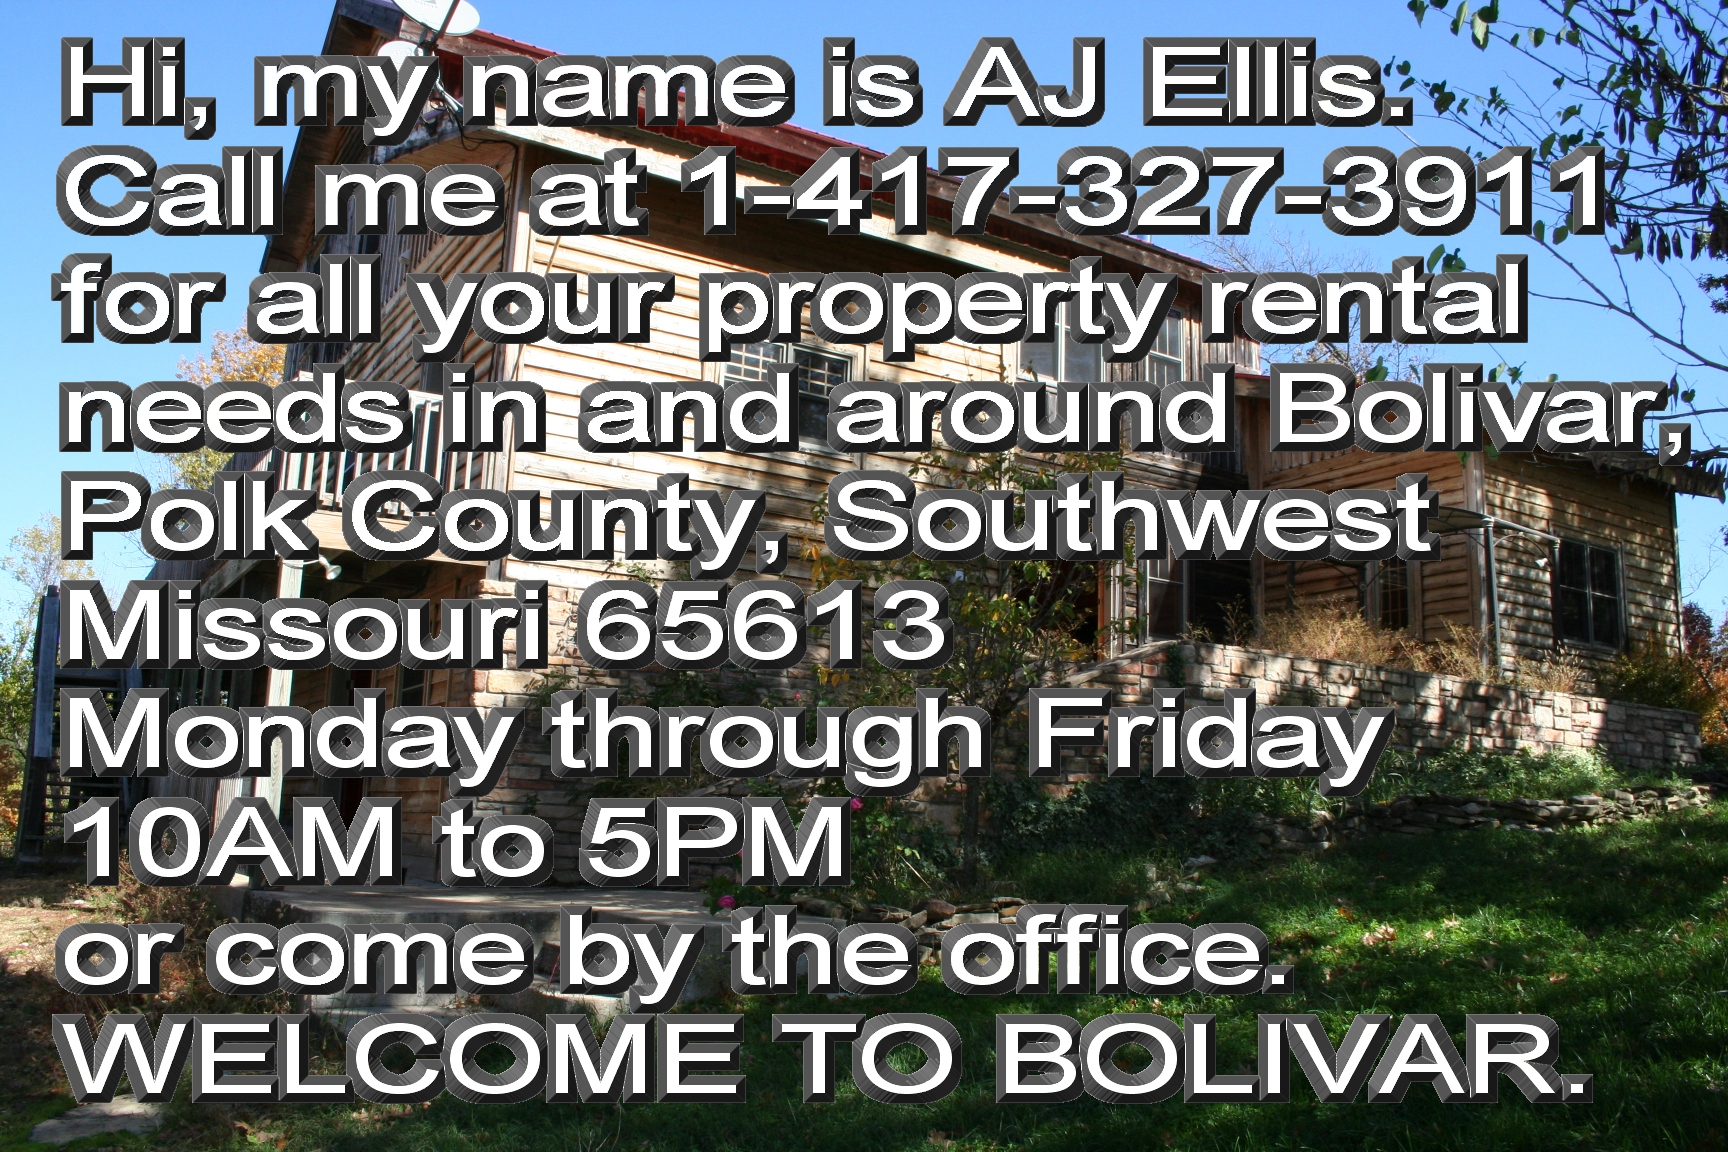 Hi, my name is AJ Ellis.
Call me at 1-417-327-3911
for all your property rental
needs in and around Bolivar,
Polk County, Southwest
Missouri 65613
Monday through Friday
10AM to 5PM
or come by the office.
WELCOME TO BOLIVAR.